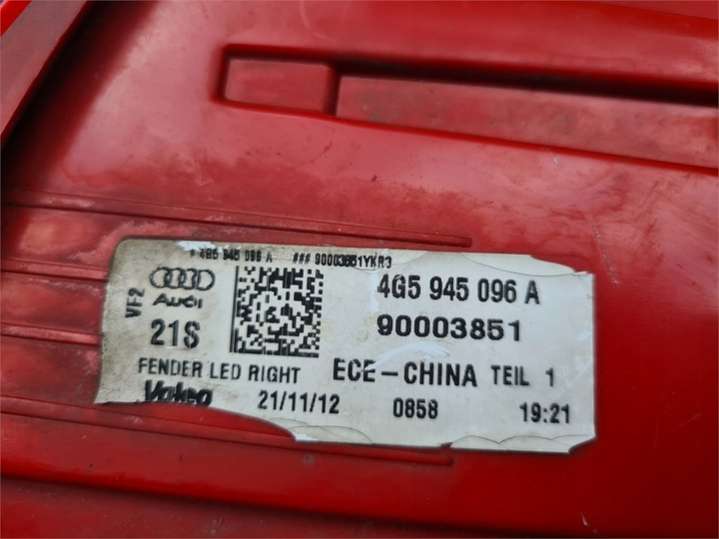 # 4G5 945 096 A ### 90003851YKR3
VF2
Audi
21S
4G5 945 096 A
90003851
FENDER LED RIGHT ECE-CHINA TEIL 1
Valeo 21/11/12 0858 19:21